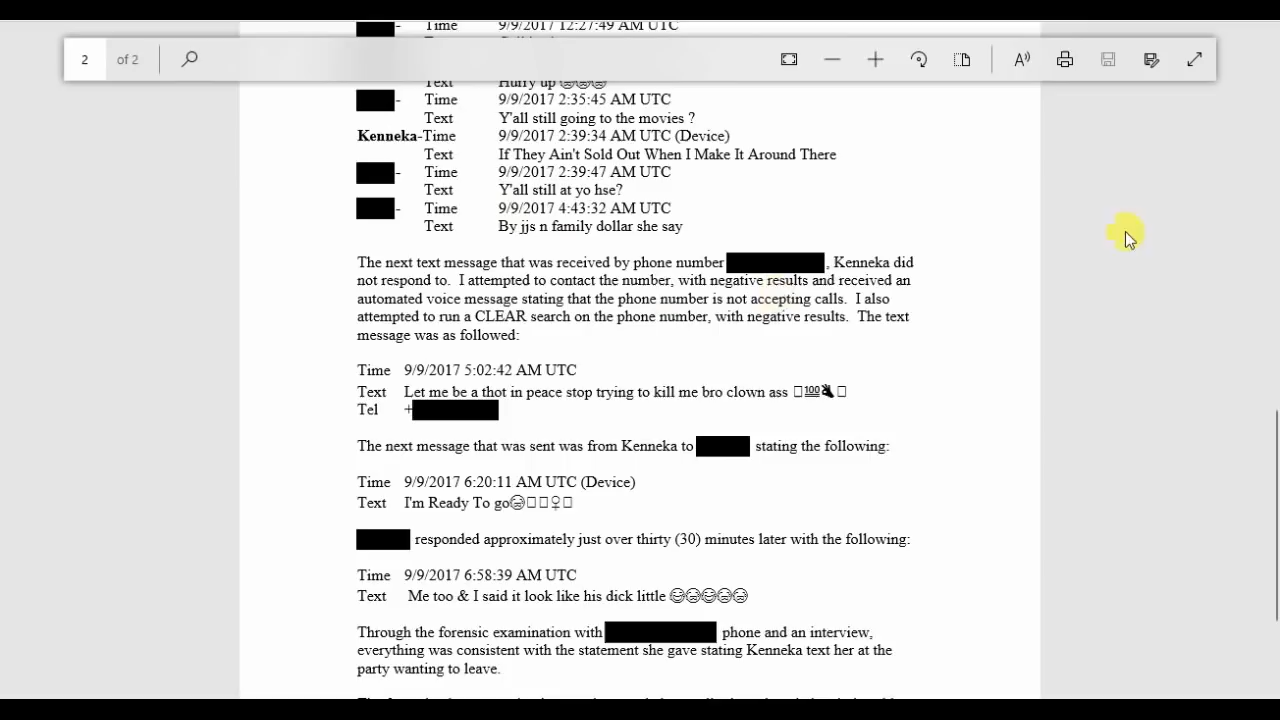 Time 9/9/2017 12:27:49 AM UTC
2 of 2
Text Hurry up 😑😑😑
- Time 9/9/2017 2:35:45 AM UTC
Text Y'all still going to the movies ?
Kenneka-Time 9/9/2017 2:39:34 AM UTC (Device)
Text If They Ain't Sold Out When I Make It Around There
- Time 9/9/2017 2:39:47 AM UTC
Text Y'all still at yo hse?
- Time 9/9/2017 4:43:32 AM UTC
Text By jjs n family dollar she say
The next text message that was received by phone number , Kenneka did
not respond to. I attempted to contact the number, with negative results and received an
automated voice message stating that the phone number is not accepting calls. I also
attempted to run a CLEAR search on the phone number, with negative results. The text
message was as followed:
Time 9/9/2017 5:02:42 AM UTC
Text Let me be a thot in peace stop trying to kill me bro clown ass 💯
Tel +
The next message that was sent was from Kenneka to stating the following:
Time 9/9/2017 6:20:11 AM UTC (Device)
Text I'm Ready To go
responded approximately just over thirty (30) minutes later with the following:
Time 9/9/2017 6:58:39 AM UTC
Text Me too & I said it look like his dick little
Through the forensic examination with phone and an interview,
everything was consistent with the statement she gave stating Kenneka text her at the
party wanting to leave.